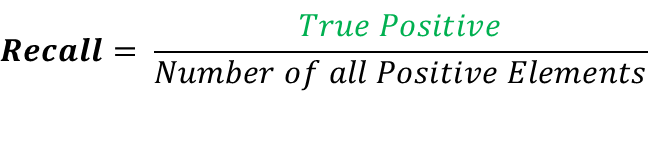 True Positive
Recall =
Number of all Positive Elements